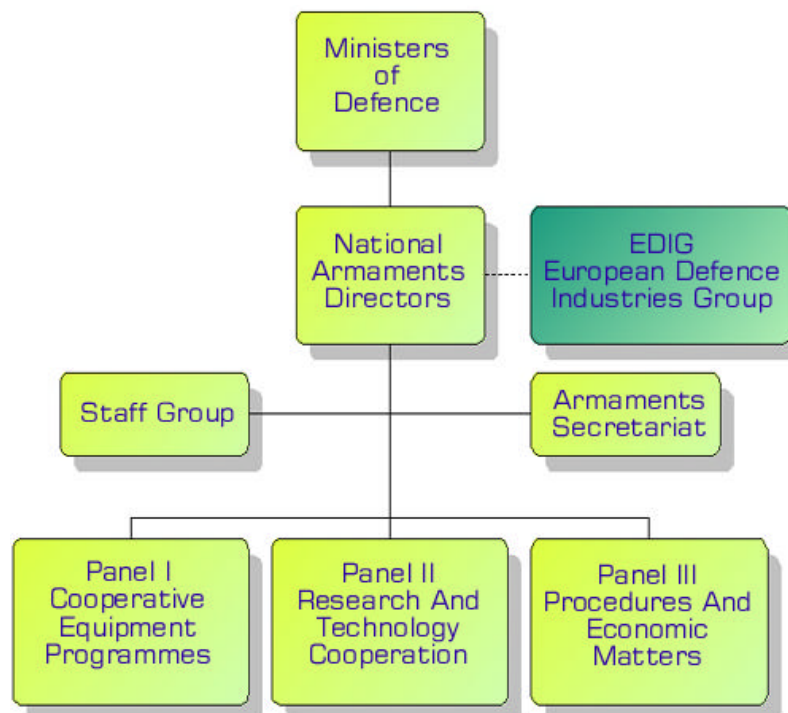 Ministers
of
Defence
National
Armaments
Directors
EDIG
European Defence
Industries Group
Staff Group
Armaments
Secretariat
Panel I
Cooperative
Equipment
Programmes
Panel II
Research And
Technology
Cooperation
Panel III
Procedures And
Economic
Matters